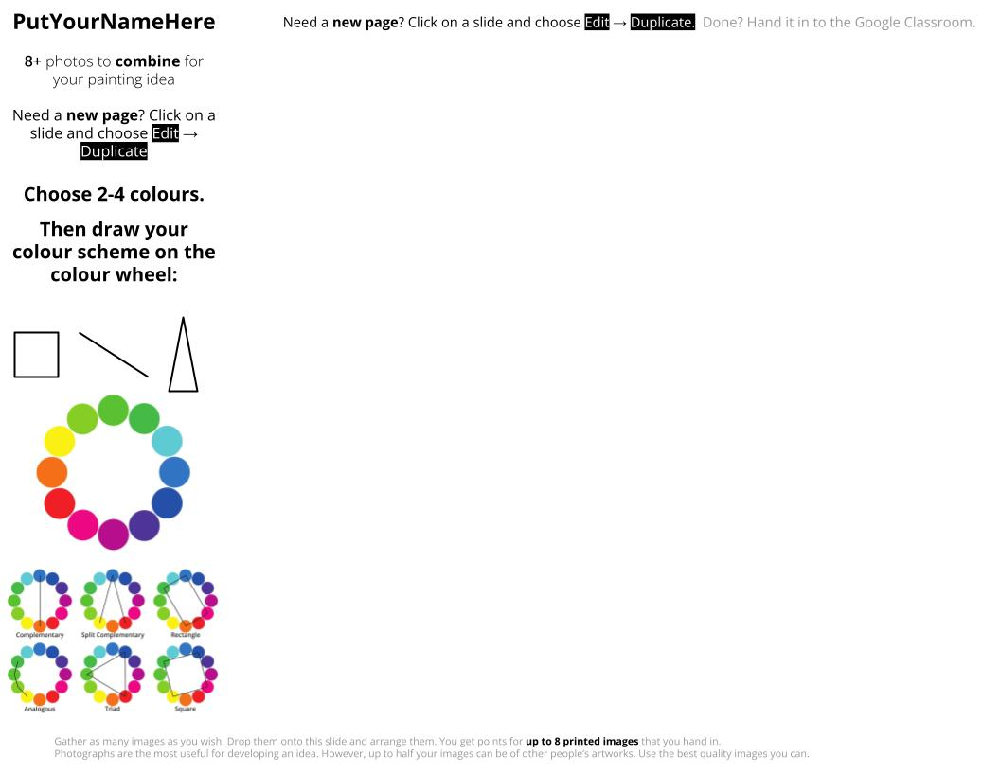 PutYourNameHere
Need a new page? Click on a slide and choose Edit → Duplicate. Done? Hand it in to the Google Classroom.
8+ photos to combine for
your painting idea
Need a new page? Click on a
slide and choose Edit →
Duplicate
Choose 2-4 colours.
Then draw your
colour scheme on the
colour wheel:
Complementary
Split Complementary
Rectangle
Analogous
Triad
Square
Gather as many images as you wish. Drop them onto this slide and arrange them. You get points for up to 8 printed images that you hand in.
Photographs are the most useful for developing an idea. However, up to half your images can be of other people’s artworks. Use the best quality images you can.